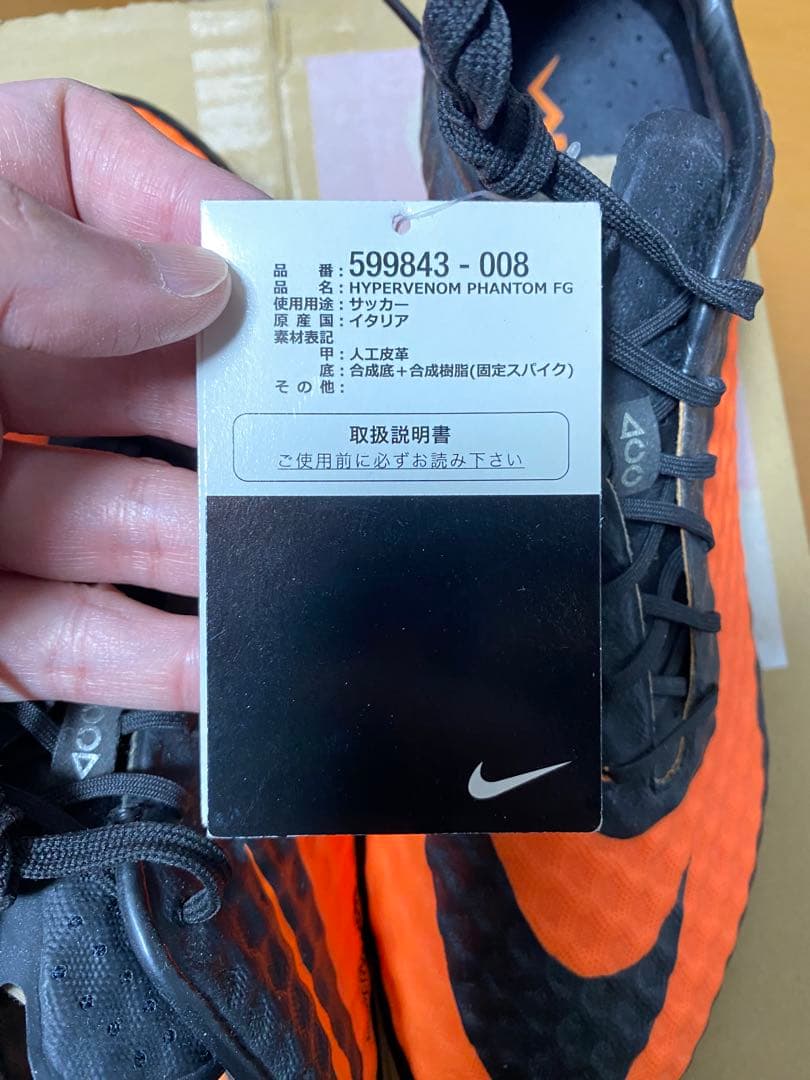 品 番：599843 - 008
品 名：HYPERVENOM PHANTOM FG
使用用途：サッカー
原 産 国：イタリア
素材表記
甲：人工皮革
底：合成底＋合成樹脂(固定スパイク)
そ の 他：
取扱説明書
ご使用前に必ずお読み下さい
ACC
ACC